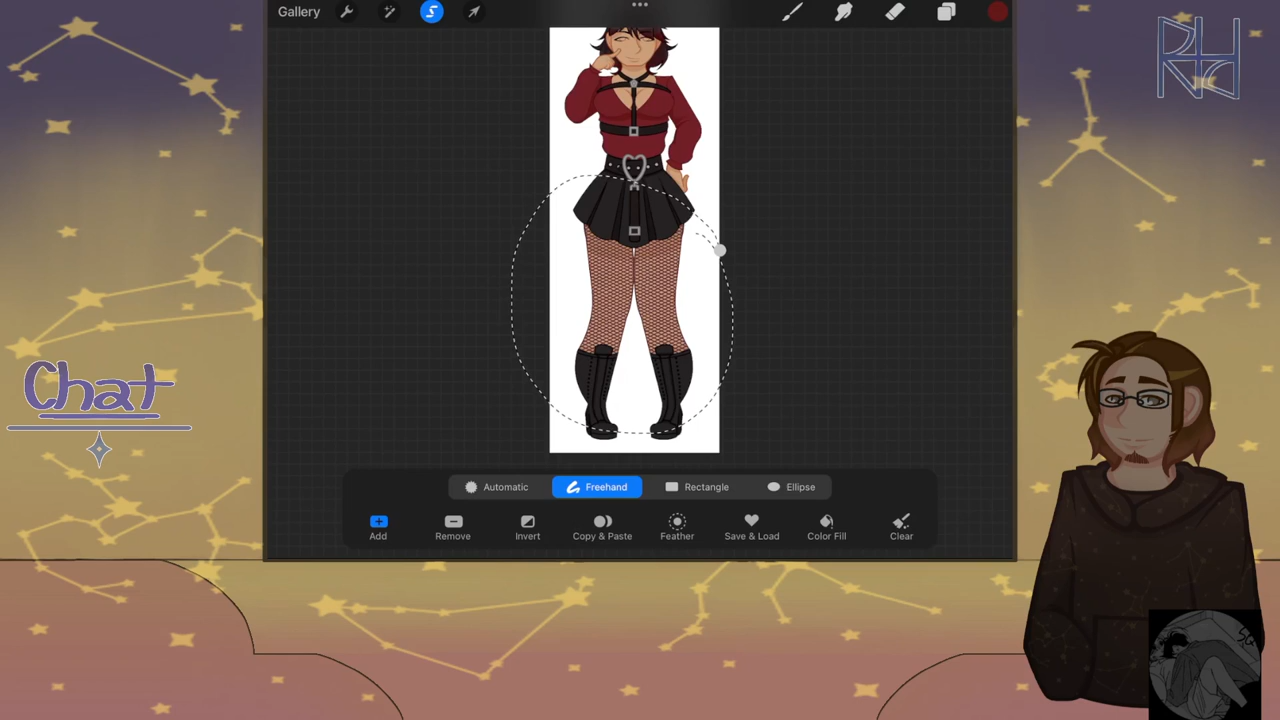 Gallery
Chat
Automatic
Freehand
Rectangle
Ellipse
Add
Remove
Invert
Copy & Paste
Feather
Save & Load
Color Fill
Clear